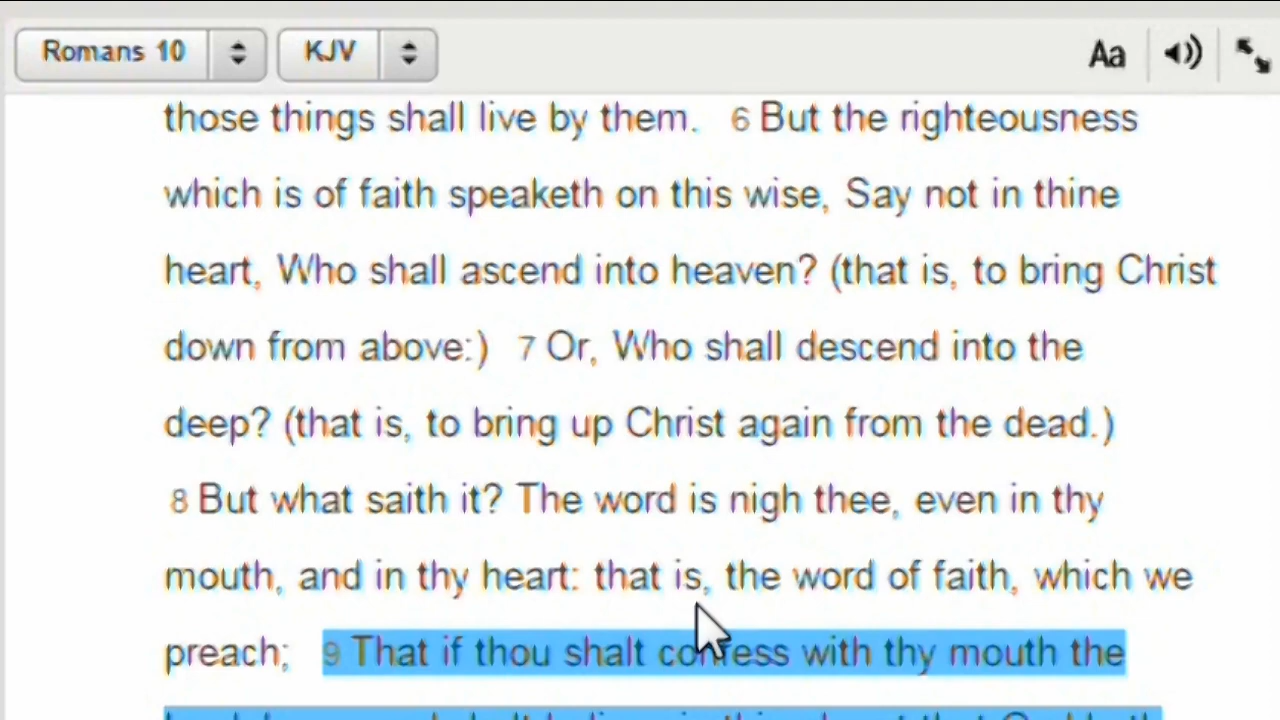 Romans 10 KJV Aa
those things shall live by them. 6 But the righteousness
which is of faith speaketh on this wise, Say not in thine
heart, Who shall ascend into heaven? (that is, to bring Christ
down from above:) 7 Or, Who shall descend into the
deep? (that is, to bring up Christ again from the dead.)
8 But what saith it? The word is nigh thee, even in thy
mouth, and in thy heart: that is, the word of faith, which we
preach; 9 That if thou shalt confess with thy mouth the